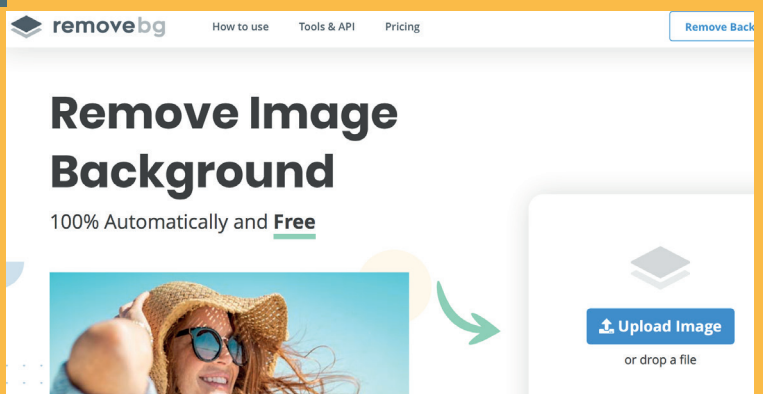 removebg
How to use
Tools & API
Pricing
Remove Back
Remove Image
Background
100% Automatically and Free
Upload Image
or drop a file